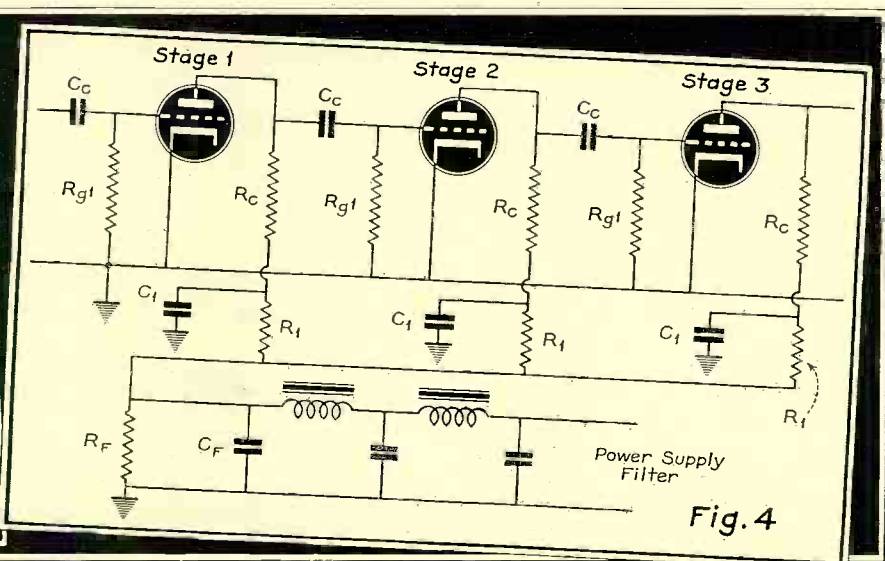 Stage 1
Stage 2
Stage 3
Cc
Cc
Cc
Rg1
Rc
Rg1
Rc
Rg1
Rc
C1
R1
C1
R1
C1
R1
RF
CF
Power Supply
Filter
Fig. 4